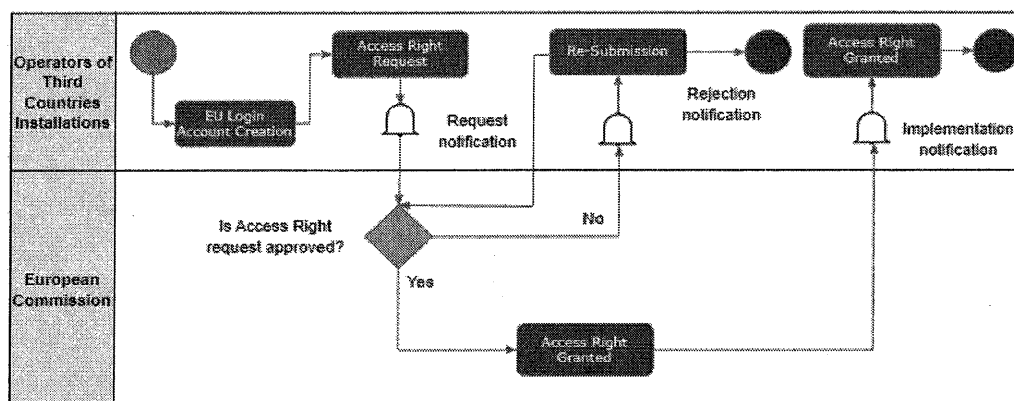 Operators of
Third
Countries
Installations
EU Login
Account Creation
Access Right
Request
Request
notification
Re-Submission
Rejection
notification
Access Right
Granted
Implementation
notification
European
Commission
Is Access Right
request approved?
No
Yes
Access Right
Granted